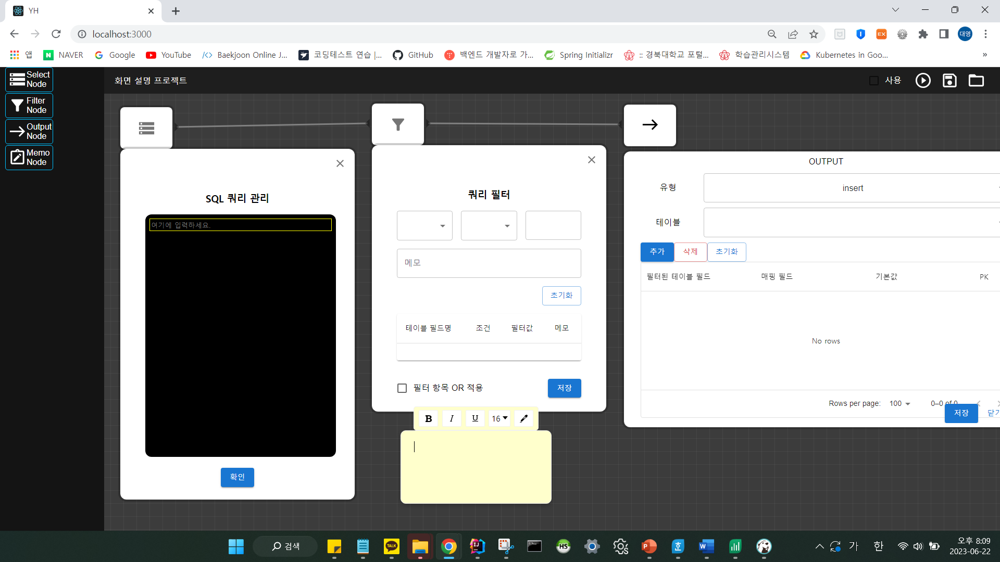 YH
localhost:3000
대영
앱
NAVER
Google
YouTube
Baekjoon Online J...
코딩테스트 연습 |...
GitHub
백엔드 개발자로 가...
Spring Initializr
:: 경북대학교 포털...
학습관리시스템
Kubernetes in Goo...
»
Select
Node
Filter
Node
Output
Node
Memo
Node
화면 설명 프로젝트
사용
SQL 쿼리 관리
여기에 입력하세요.
확인
쿼리 필터
메모
초기화
테이블 필드명 조건 필터값 메모
필터 항목 OR 적용
저장
B I U 16
OUTPUT
유형 insert
테이블
추가 삭제 초기화
필터된 테이블 필드 매핑 필드 기본값 PK
No rows
Rows per page: 100 0–0 of 0
저장 닫기
검색
TALK
EX
IJ
HS
P
호
W
가
한
오후 8:09
2023-06-22